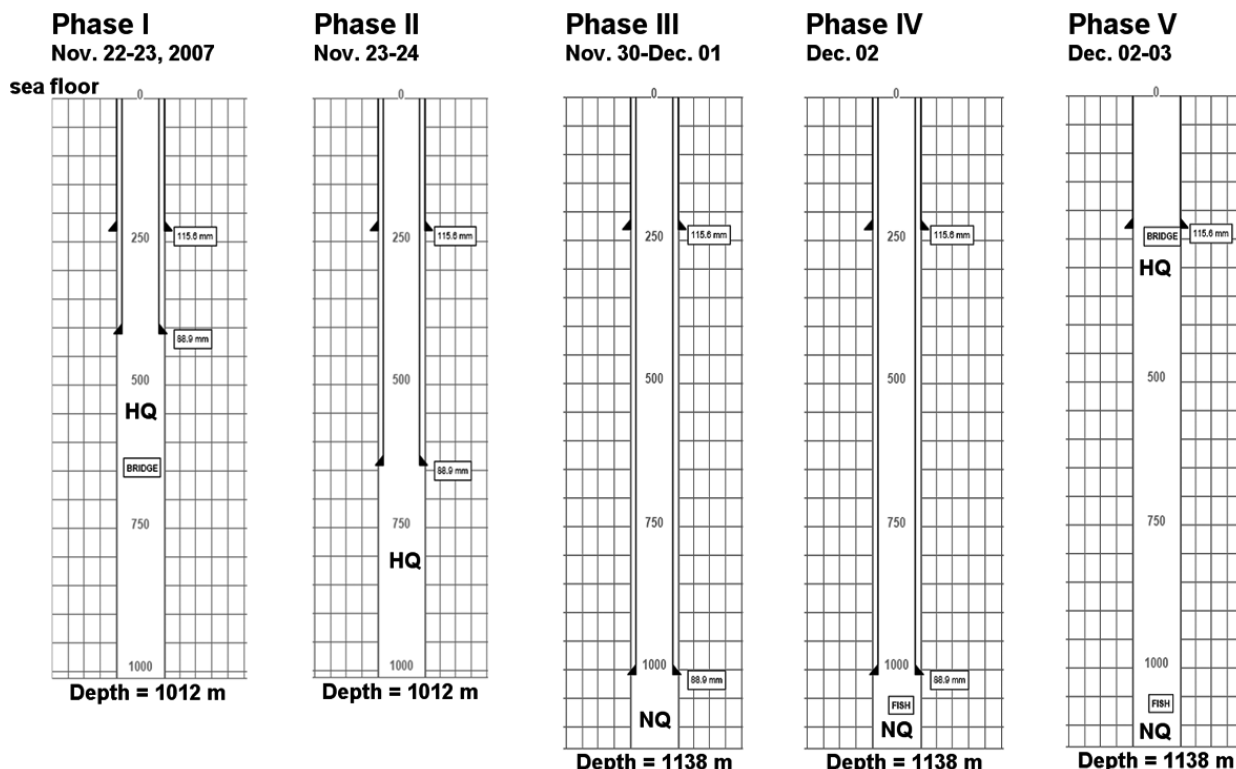 Phase I
Nov. 22-23, 2007
sea floor
0
250
115.6 mm
88.9 mm
500
HQ
BRIDGE
750
1000
Depth = 1012 m
Phase II
Nov. 23-24
0
250
115.6 mm
500
88.9 mm
750
HQ
1000
Depth = 1012 m
Phase III
Nov. 30-Dec. 01
0
250
115.6 mm
500
750
1000
88.9 mm
NQ
Depth = 1138 m
Phase IV
Dec. 02
0
250
115.6 mm
500
750
1000
88.9 mm
FISH
NQ
Depth = 1138 m
Phase V
Dec. 02-03
0
BRIDGE
115.6 mm
HQ
500
750
1000
FISH
NQ
Depth = 1138 m